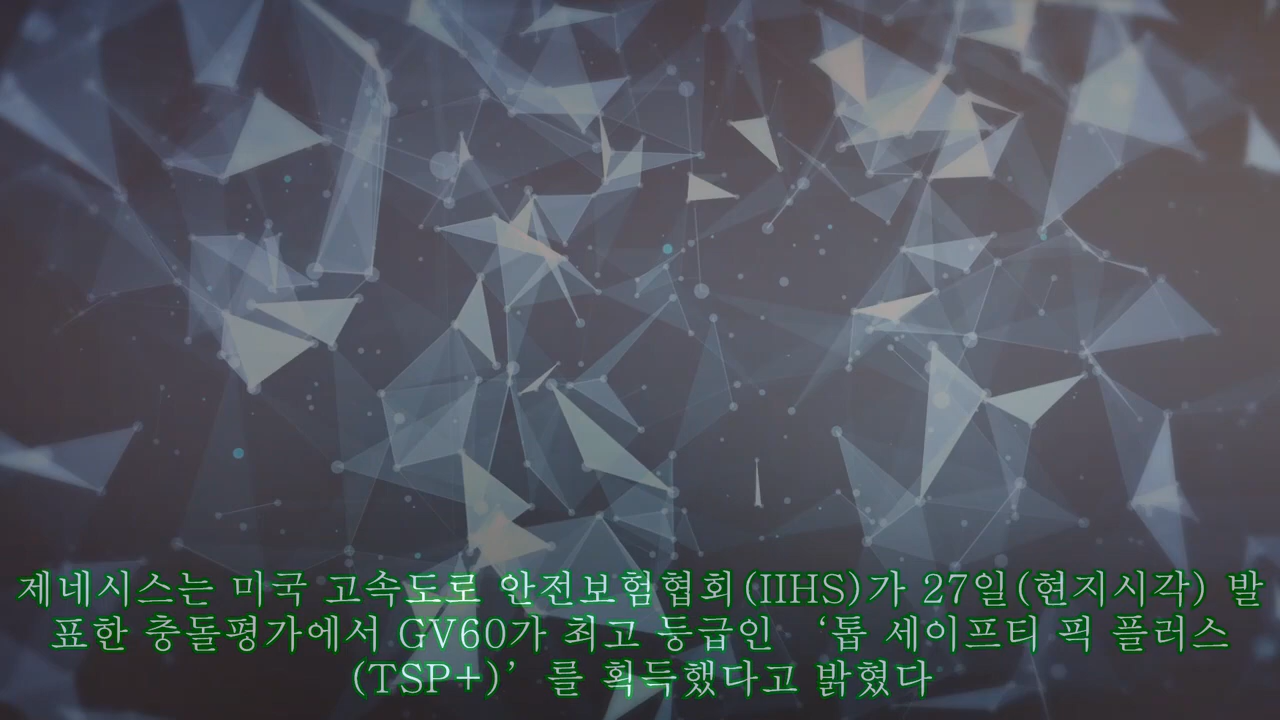 제네시스는 미국 고속도로 안전보험협회(IIHS)가 27일(현지시각) 발
표한 충돌평가에서 GV60가 최고 등급인 ‘톱 세이프티 픽 플러스
(TSP+)’를 획득했다고 밝혔다